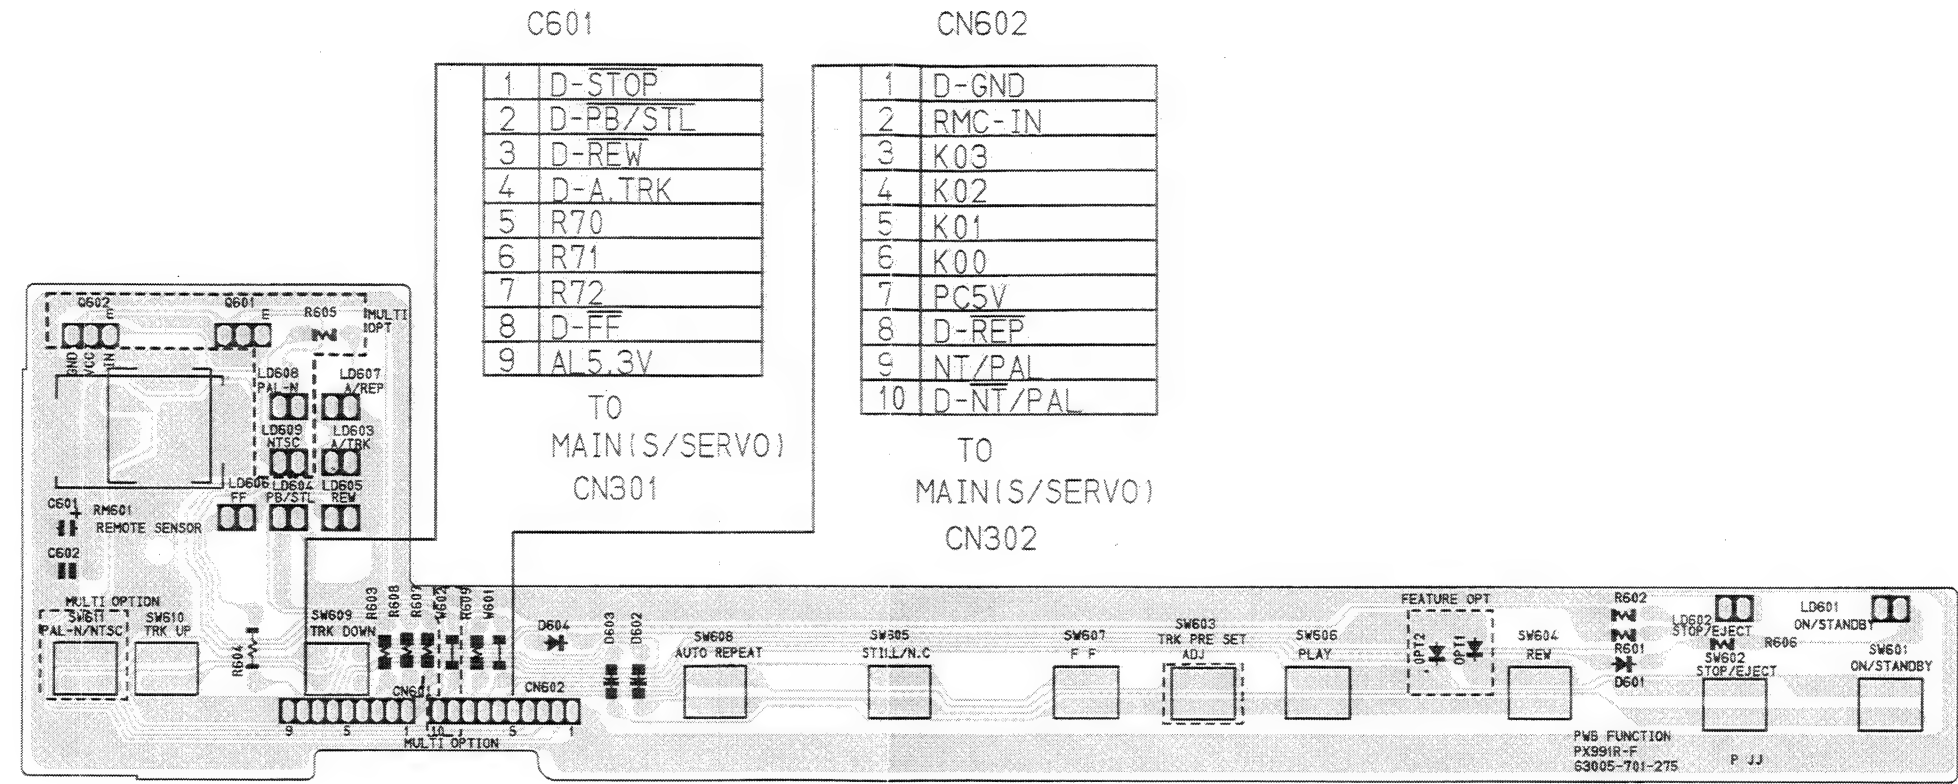 C601
1 D-STOP
2 D-PB/STL
3 D-REW
4 D-A.TRK
5 R70
6 R71
7 R72
8 D-FF
9 AL5.3V
TO
MAIN(S/SERVO)
CN301
CN602
1 D-GND
2 RMC-IN
3 K03
4 K02
5 K01
6 K00
7 PC5V
8 D-REP
9 NT/PAL
10 D-NT/PAL
TO
MAIN(S/SERVO)
CN302
Q602
E
GND
VCC
IN
Q601
E
R605
MULTI
OPT
LD608
PAL-N
LD607
A/REP
LD609
NTSC
LD603
A/TRK
LD606
FF
LD604
PB/STL
LD605
REW
C601
+
RM601
REMOTE SENSOR
C602
MULTI OPTION
SW611
PAL-N/NTSC
SW610
TRK UP
R604
SW609
TRK DOWN
R603
R608
R607
W602
R609
W601
D604
D603
D602
CN601
CN602
9 5 1
10 5 1
MULTI OPTION
SW608
AUTO REPEAT
SW605
STILL/N.C
SW607
F F
SW603
TRK PRE SET
ADJ
SW606
PLAY
FEATURE OPT
OPT2
OPT1
SW604
REW
R602
R601
D601
LD602
STOP/EJECT
R606
SW602
STOP/EJECT
LD601
ON/STANDBY
SW601
ON/STANDBY
PWB FUNCTION
PX991R-F
63005-701-275
P JJ